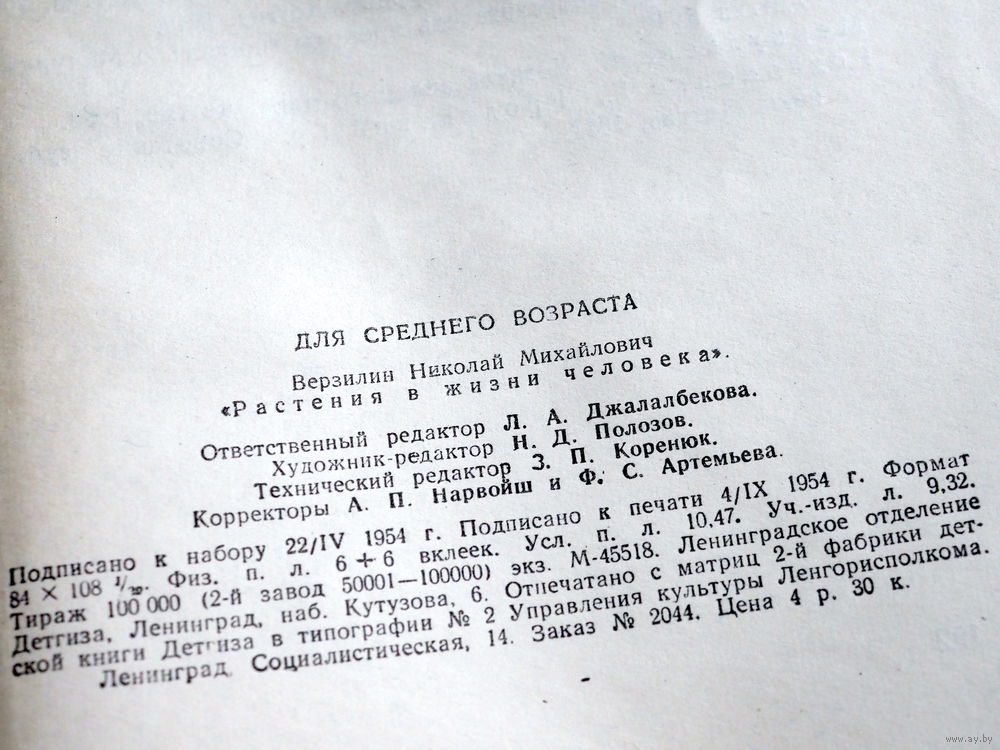 ДЛЯ СРЕДНЕГО ВОЗРАСТА
Верзилин Николай Михайлович
«Растения в жизни человека».
Ответственный редактор Л. А. Джалалбекова.
Художник-редактор Н. Д. Полозов.
Технический редактор З. П. Коренюк.
Корректоры А. П. Нарвойш и Ф. С. Артемьева.
Подписано к набору 22/IV 1954 г. Подписано к печати 4/IX 1954 г. Формат
84 × 108 1/32. Физ. п. л. 6 + 6 вклеек. Усл. п. л. 10,47. Уч.-изд. л. 9,32.
Тираж 100 000 (2-й завод 50001—100000) экз. М-45518. Ленинградское отделение
Детгиза, Ленинград, наб. Кутузова, 6. Отпечатано с матриц 2-й фабрики дет-
ской книги Детгиза в типографии № 2 Управления культуры Ленгорисполкома.
Ленинград, Социалистическая, 14. Заказ № 2044. Цена 4 р. 30 к.
www.ay.by